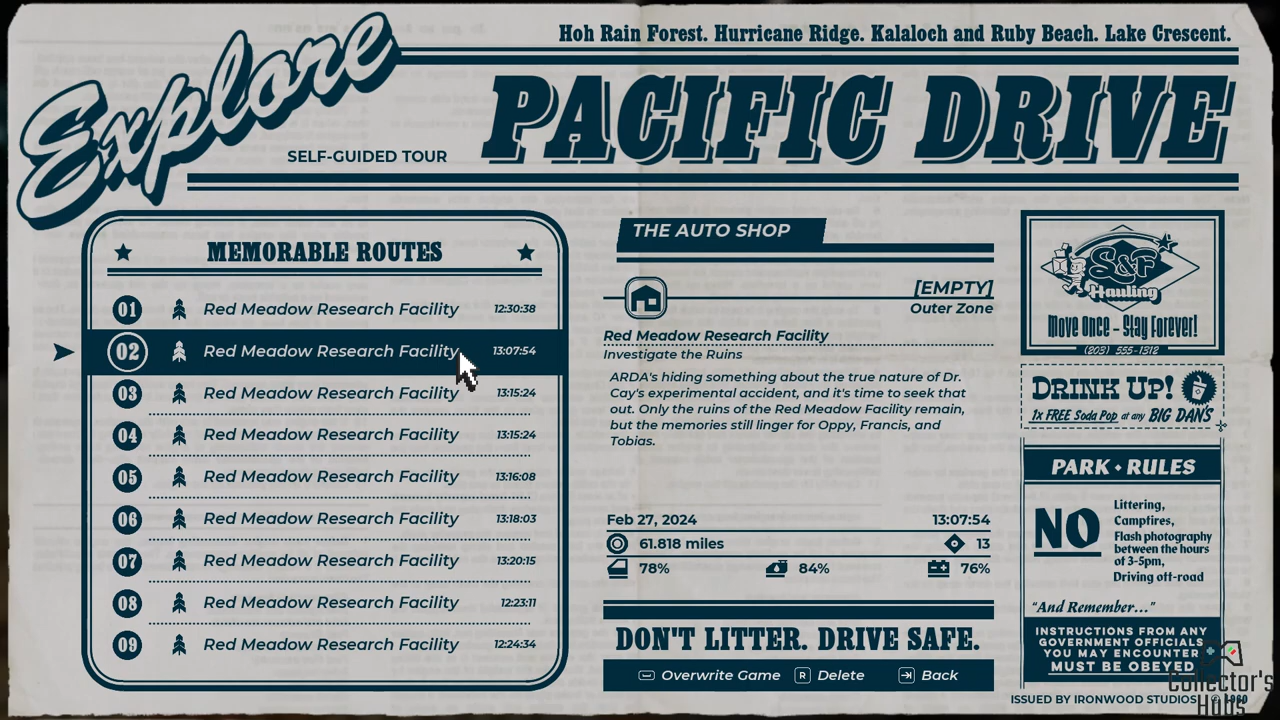 Explore
SELF-GUIDED TOUR
Hoh Rain Forest. Hurricane Ridge. Kalaloch and Ruby Beach. Lake Crescent.
PACIFIC DRIVE
MEMORABLE ROUTES
01 Red Meadow Research Facility 12:30:38
02 Red Meadow Research Facility 13:07:54
03 Red Meadow Research Facility 13:15:24
04 Red Meadow Research Facility 13:15:24
05 Red Meadow Research Facility 13:16:08
06 Red Meadow Research Facility 13:18:03
07 Red Meadow Research Facility 13:20:15
08 Red Meadow Research Facility 12:23:11
09 Red Meadow Research Facility 12:24:34
THE AUTO SHOP
[EMPTY]
Outer Zone
Red Meadow Research Facility
Investigate the Ruins
ARDA's hiding something about the true nature of Dr.
Cay's experimental accident, and it's time to seek that
out. Only the ruins of the Red Meadow Facility remain,
but the memories still linger for Oppy, Francis, and
Tobias.
Feb 27, 2024 13:07:54
61.818 miles 13
78% 84% 76%
DON'T LITTER. DRIVE SAFE.
Overwrite Game R Delete Back
S&F
Hauling
Move Once - Stay Forever!
(203) 555-1312
DRINK UP!
1x FREE Soda Pop at any BIG DAN'S
PARK • RULES
NO
Littering,
Campfires,
Flash photography
between the hours
of 3-5pm,
Driving off-road
"And Remember..."
INSTRUCTIONS FROM ANY
GOVERNMENT OFFICIALS
YOU MAY ENCOUNTER
MUST BE OBEYED
ISSUED BY IRONWOOD STUDIOS
Collector's
Hubs